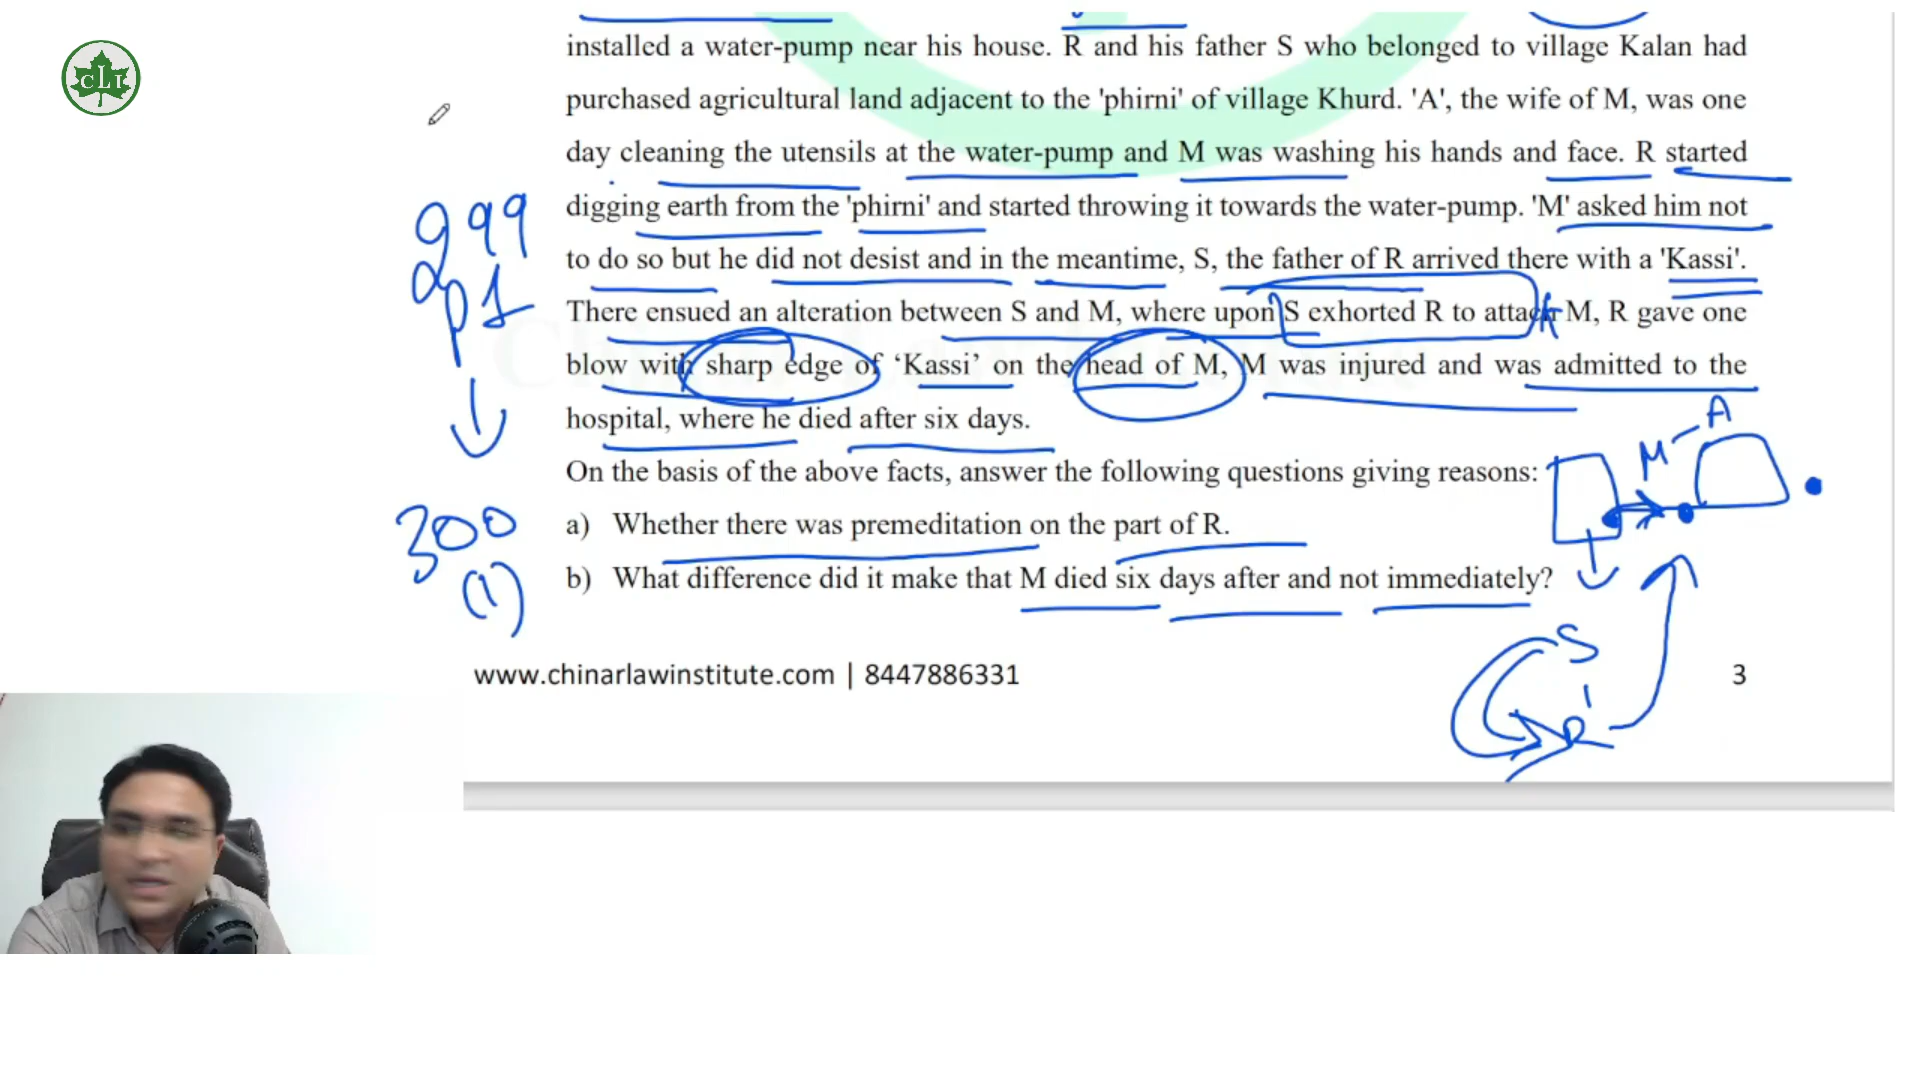 CLI
installed a water-pump near his house. R and his father S who belonged to village Kalan had
purchased agricultural land adjacent to the 'phirni' of village Khurd. 'A', the wife of M, was one
day cleaning the utensils at the water-pump and M was washing his hands and face. R started
digging earth from the 'phirni' and started throwing it towards the water-pump. 'M' asked him not
to do so but he did not desist and in the meantime, S, the father of R arrived there with a 'Kassi'.
There ensued an alteration between S and M, where upon S exhorted R to attack M, R gave one
blow with sharp edge of ‘Kassi’ on the head of M, M was injured and was admitted to the
hospital, where he died after six days.
On the basis of the above facts, answer the following questions giving reasons:
a) Whether there was premeditation on the part of R.
b) What difference did it make that M died six days after and not immediately?
300
(1)
M
A
S
R
www.chinarlawinstitute.com | 8447886331
3